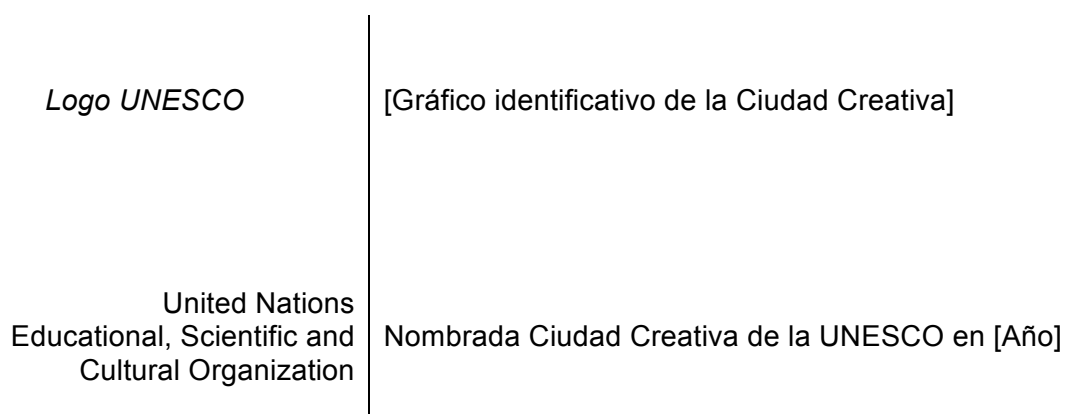 Logo UNESCO
[Gráfico identificativo de la Ciudad Creativa]
United Nations
Educational, Scientific and
Cultural Organization
Nombrada Ciudad Creativa de la UNESCO en [Año]